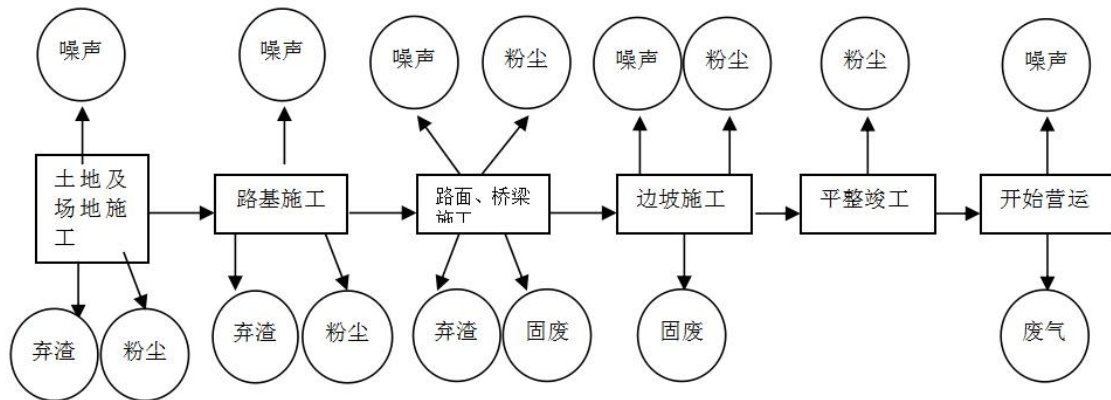 噪声
噪声
噪声
粉尘
噪声
粉尘
粉尘
噪声
土地及
场地施
工
路基施工
路面、桥梁
施工
边坡施工
平整竣工
开始营运
弃渣
粉尘
弃渣
粉尘
弃渣
固废
固废
废气